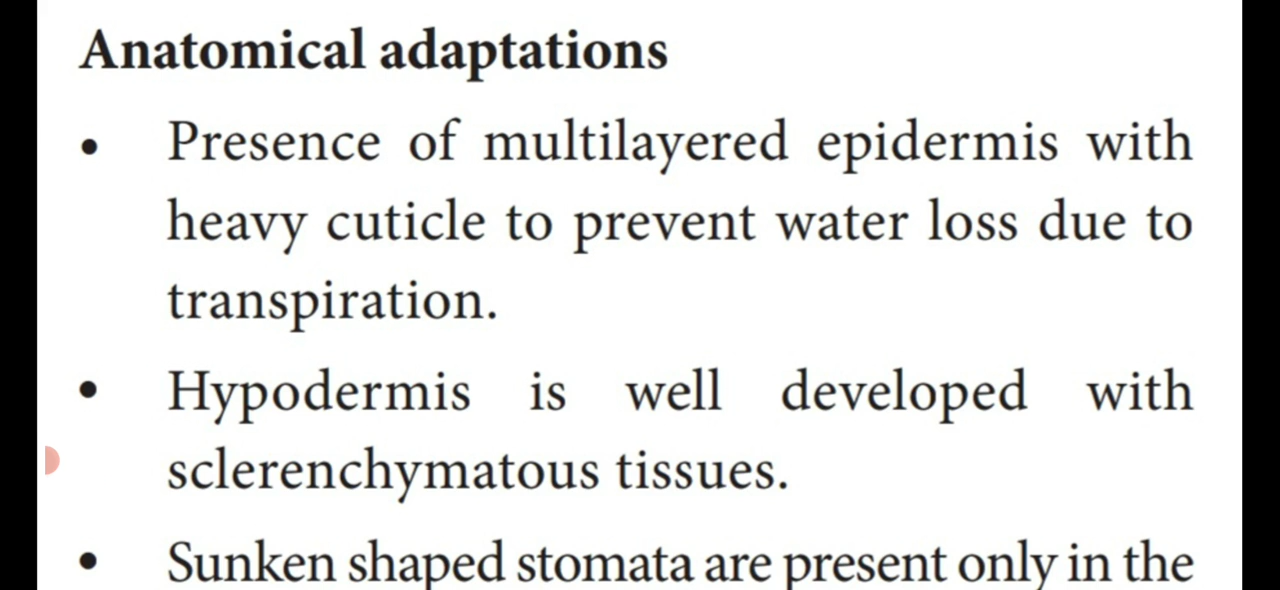 Anatomical adaptations
• Presence of multilayered epidermis with
heavy cuticle to prevent water loss due to
transpiration.
• Hypodermis is well developed with
sclerenchymatous tissues.
• Sunken shaped stomata are present only in the